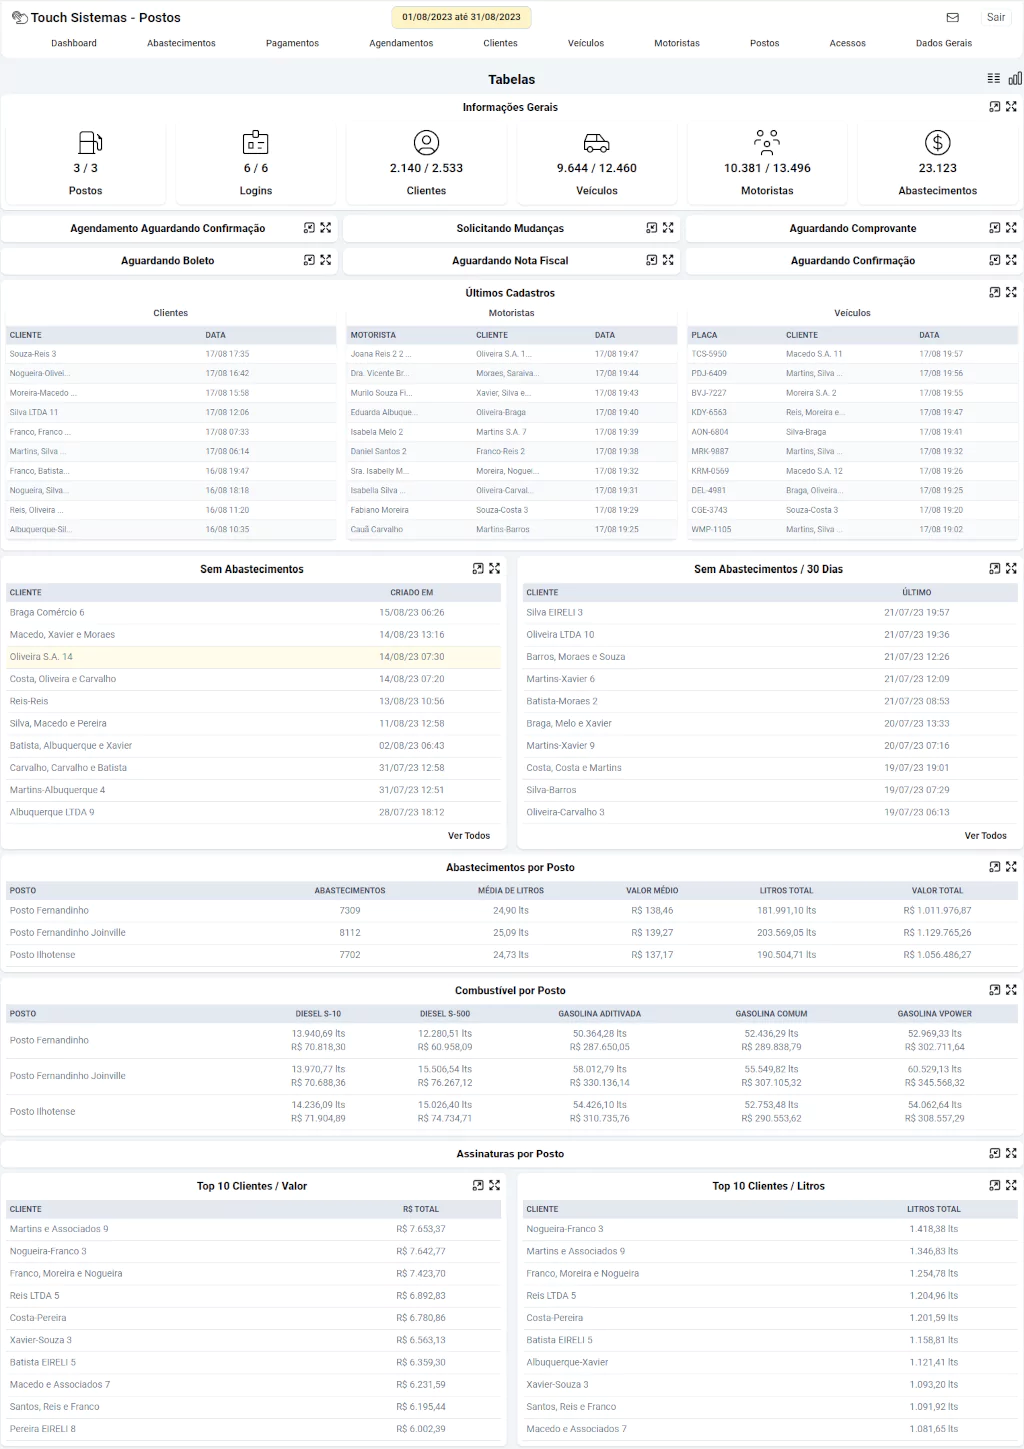 Touch Sistemas - Postos
01/08/2023 até 31/08/2023
Sair
Dashboard Abastecimentos Pagamentos Agendamentos Clientes Veículos Motoristas Postos Acessos Dados Gerais
Tabelas
Informações Gerais
3 / 3 6 / 6 2.140 / 2.533 9.644 / 12.460 10.381 / 13.496 23.123
Postos Logins Clientes Veículos Motoristas Abastecimentos
Agendamento Aguardando Confirmação Solicitando Mudanças Aguardando Comprovante
Aguardando Boleto Aguardando Nota Fiscal Aguardando Confirmação
Últimos Cadastros
Clientes
CLIENTE DATA
Souza-Reis 3 17/08 17:35
Nogueira-Olivei... 17/08 16:42
Moreira-Macedo ... 17/08 15:58
Silva LTDA 11 17/08 12:06
Franco, Franco ... 17/08 07:33
Martins, Silva ... 17/08 06:14
Franco, Batista... 16/08 19:47
Nogueira, Silva... 16/08 18:18
Reis, Oliveira ... 16/08 11:20
Albuquerque-Sil... 16/08 10:35
Motoristas
MOTORISTA CLIENTE DATA
Joana Reis 2 2 ... Oliveira S.A. 1... 17/08 19:47
Dra. Vicente Br... Moraes, Saraiva... 17/08 19:44
Murilo Souza Fi... Xavier, Silva e... 17/08 19:43
Eduarda Albuque... Oliveira-Braga 17/08 19:40
Isabela Melo 2 Martins S.A. 7 17/08 19:39
Daniel Santos 2 Franco-Reis 2 17/08 19:38
Sra. Isabelly M... Moreira, Noguei... 17/08 19:32
Isabella Silva ... Oliveira-Carval... 17/08 19:31
Fabiano Moreira Souza-Costa 3 17/08 19:29
Cauã Carvalho Martins-Barros 17/08 19:25
Veículos
PLACA CLIENTE DATA
TCS-5950 Macedo S.A. 11 17/08 19:57
PDJ-6409 Martins, Silva ... 17/08 19:56
BVJ-7227 Moreira S.A. 2 17/08 19:55
KDY-6563 Reis, Moreira e... 17/08 19:47
AON-6804 Silva-Braga 17/08 19:41
MRK-9887 Martins, Silva ... 17/08 19:32
KRM-0569 Macedo S.A. 12 17/08 19:26
DEL-4981 Braga, Oliveira... 17/08 19:25
CGE-3743 Souza-Costa 3 17/08 19:20
WMP-1105 Martins, Silva ... 17/08 19:02
Sem Abastecimentos
CLIENTE CRIADO EM
Braga Comércio 6 15/08/23 06:26
Macedo, Xavier e Moraes 14/08/23 13:16
Oliveira S.A. 14 14/08/23 07:30
Costa, Oliveira e Carvalho 14/08/23 07:20
Reis-Reis 13/08/23 10:56
Silva, Macedo e Pereira 11/08/23 12:58
Batista, Albuquerque e Xavier 02/08/23 06:43
Carvalho, Carvalho e Batista 31/07/23 12:58
Martins-Albuquerque 4 31/07/23 12:51
Albuquerque LTDA 9 28/07/23 18:12
Ver Todos
Sem Abastecimentos / 30 Dias
CLIENTE ÚLTIMO
Silva EIRELI 3 21/07/23 19:57
Oliveira LTDA 10 21/07/23 19:36
Barros, Moraes e Souza 21/07/23 12:26
Martins-Xavier 6 21/07/23 12:09
Batista-Moraes 2 21/07/23 08:53
Braga, Melo e Xavier 20/07/23 13:33
Martins-Xavier 9 20/07/23 07:16
Costa, Costa e Martins 19/07/23 19:01
Silva-Barros 19/07/23 07:29
Oliveira-Carvalho 3 19/07/23 06:13
Ver Todos
Abastecimentos por Posto
POSTO ABASTECIMENTOS MÉDIA DE LITROS VALOR MÉDIO LITROS TOTAL VALOR TOTAL
Posto Fernandinho 7309 24,90 lts R$ 138,46 181.991,10 lts R$ 1.011.976,87
Posto Fernandinho Joinville 8112 25,09 lts R$ 139,27 203.569,05 lts R$ 1.129.765,26
Posto Ilhotense 7702 24,73 lts R$ 137,17 190.504,71 lts R$ 1.056.486,27
Combustível por Posto
POSTO DIESEL S-10 DIESEL S-500 GASOLINA ADITIVADA GASOLINA COMUM GASOLINA VPOWER
Posto Fernandinho
13.940,69 lts 12.280,51 lts 50.364,28 lts 52.436,29 lts 52.969,33 lts
R$ 70.818,30 R$ 60.958,09 R$ 287.650,05 R$ 289.838,79 R$ 302.711,64
Posto Fernandinho Joinville
13.970,77 lts 15.506,54 lts 58.012,79 lts 55.549,82 lts 60.529,13 lts
R$ 70.688,36 R$ 76.267,12 R$ 330.136,14 R$ 307.105,32 R$ 345.568,32
Posto Ilhotense
14.236,09 lts 15.026,40 lts 54.426,10 lts 52.753,48 lts 54.062,64 lts
R$ 71.904,89 R$ 74.734,71 R$ 310.735,76 R$ 290.553,62 R$ 308.557,29
Assinaturas por Posto
Top 10 Clientes / Valor
CLIENTE R$ TOTAL
Martins e Associados 9 R$ 7.653,37
Nogueira-Franco 3 R$ 7.642,77
Franco, Moreira e Nogueira R$ 7.423,70
Reis LTDA 5 R$ 6.892,83
Costa-Pereira R$ 6.780,86
Xavier-Souza 3 R$ 6.563,13
Batista EIRELI 5 R$ 6.359,30
Macedo e Associados 7 R$ 6.231,59
Santos, Reis e Franco R$ 6.195,44
Pereira EIRELI 8 R$ 6.002,39
Top 10 Clientes / Litros
CLIENTE LITROS TOTAL
Nogueira-Franco 3 1.418,38 lts
Martins e Associados 9 1.346,83 lts
Franco, Moreira e Nogueira 1.254,78 lts
Reis LTDA 5 1.204,96 lts
Costa-Pereira 1.201,59 lts
Batista EIRELI 5 1.158,81 lts
Albuquerque-Xavier 1.121,41 lts
Xavier-Souza 3 1.093,20 lts
Santos, Reis e Franco 1.091,92 lts
Macedo e Associados 7 1.081,65 lts